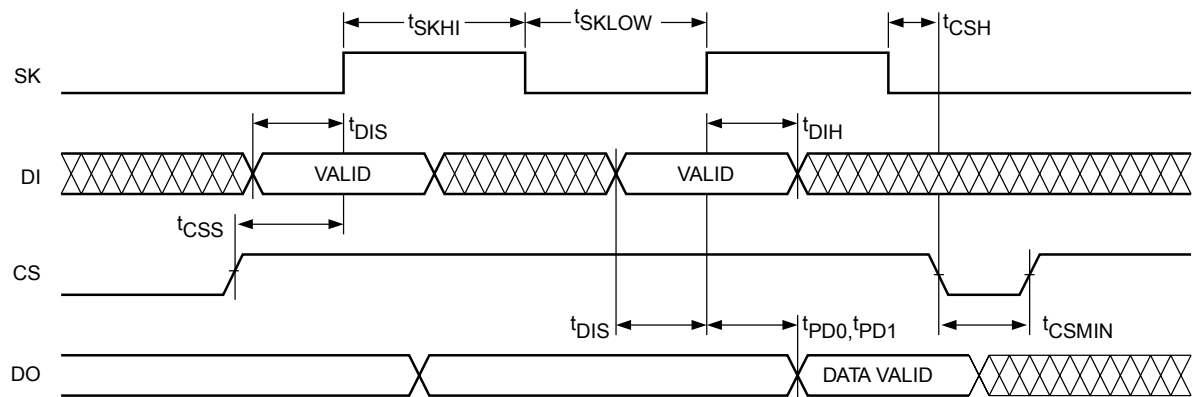 tSKHI
tSKLOW
tCSH
SK
tDIS
tDIH
DI
VALID
VALID
tCSS
CS
tDIS
tPD0,tPD1
tCSMIN
DO
DATA VALID